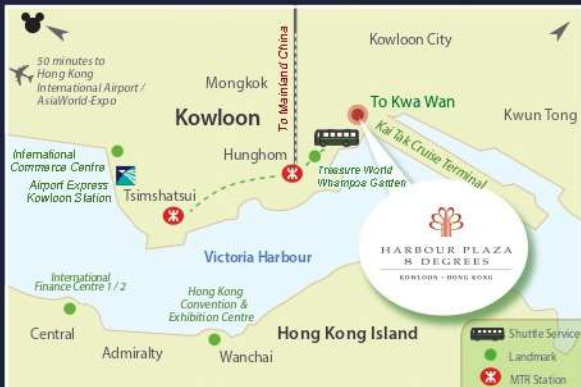 Kowloon City
50 minutes to
Hong Kong
International Airport /
AsiaWorld-Expo
Mongkok
To Mainland China
To Kwa Wan
Kowloon
Kwun Tong
Hunghom
Kai Tak Cruise Terminal
International
Commerce Centre
Airport Express
Kowloon Station
Treasure World
Whampoa Garden
Tsimshatsui
HARBOUR PLAZA
8 DEGREES
KOWLOON • HONG KONG
Victoria Harbour
International
Finance Centre 1 / 2
Hong Kong
Convention &
Exhibition Centre
Central
Admiralty
Wanchai
Hong Kong Island
Shuttle Service
Landmark
MTR Station